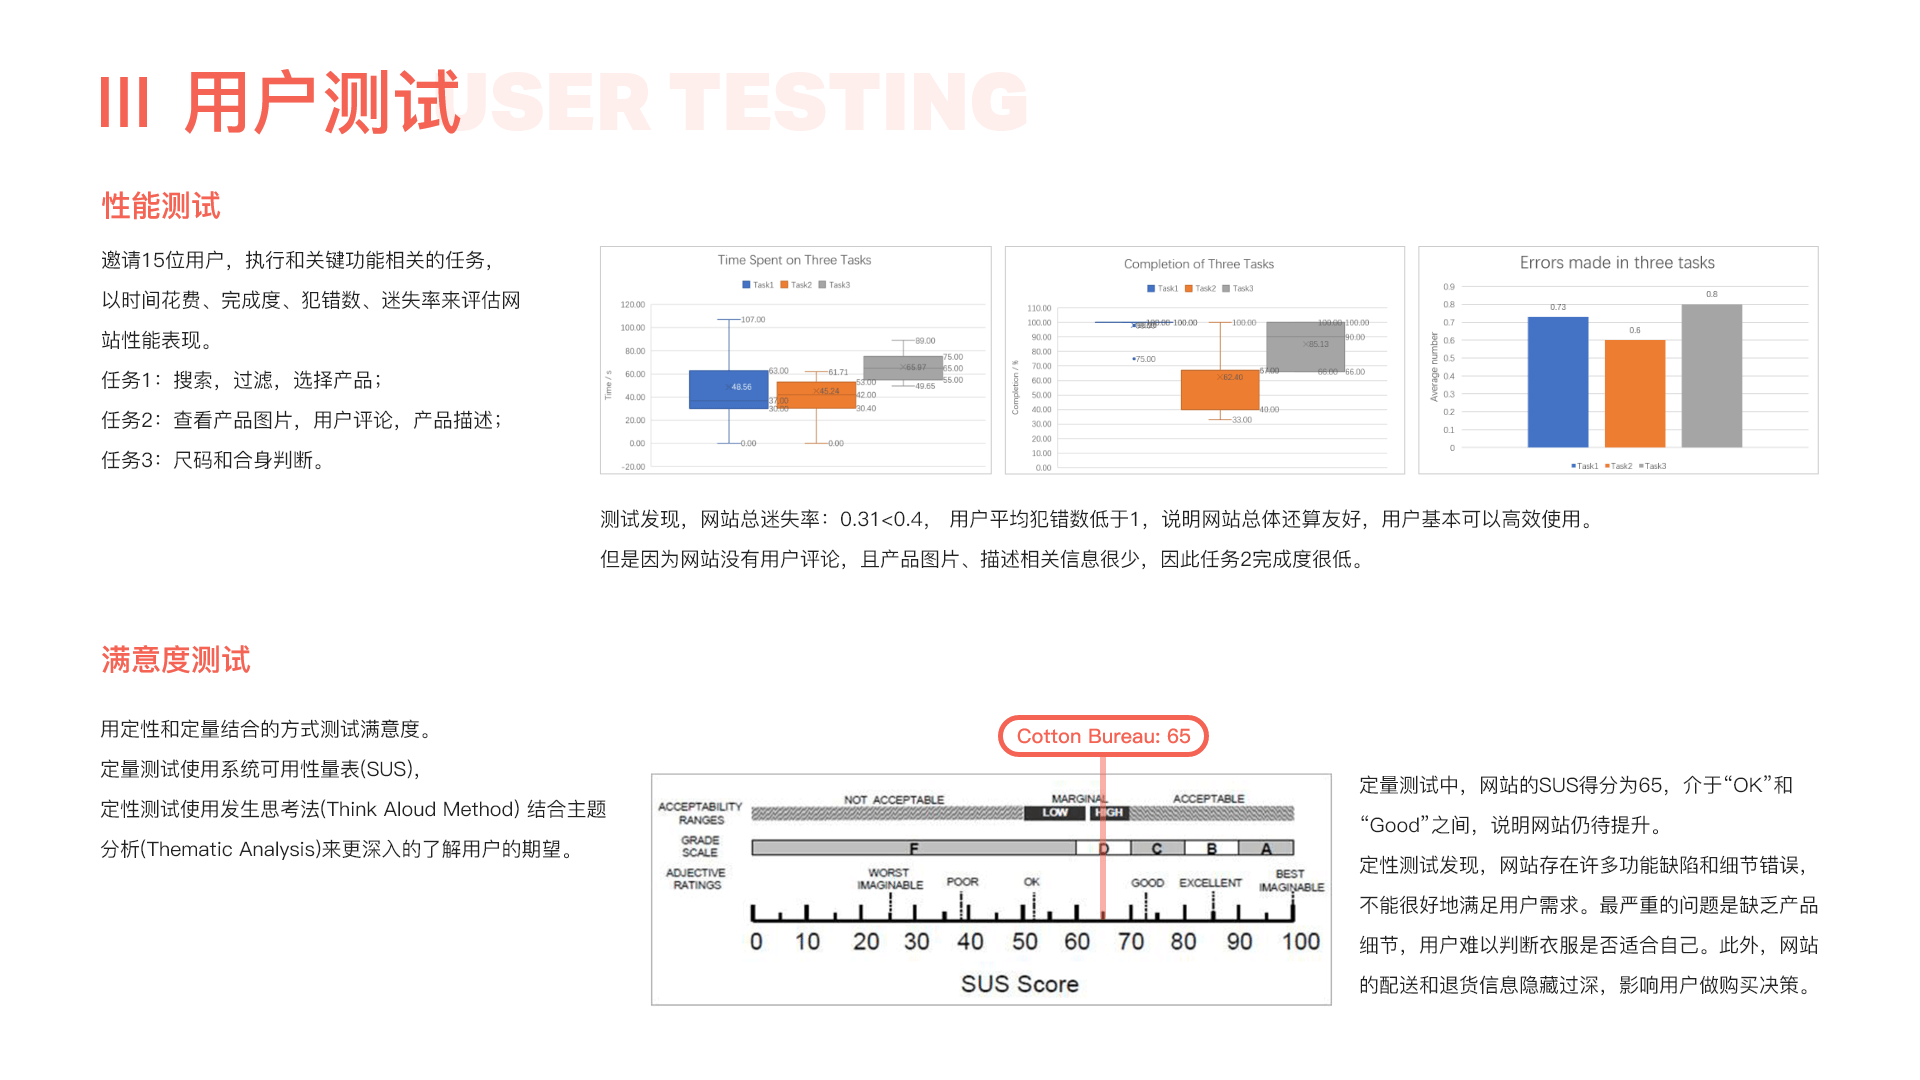 III 用户测试 USER TESTING
性能测试
邀请15位用户，执行和关键功能相关的任务，
以时间花费、完成度、犯错数、迷失率来评估网
站性能表现。
任务1：搜索，过滤，选择产品；
任务2：查看产品图片，用户评论，产品描述；
任务3：尺码和合身判断。
Time Spent on Three Tasks
Task1 Task2 Task3
Time / s
120.00
100.00
80.00
60.00
40.00
20.00
0.00
-20.00
107.00
63.00
48.56
37.00
30.00
0.00
61.71
53.00
45.24
42.00
30.40
0.00
89.00
75.00
65.97
65.00
55.00
49.65
Completion of Three Tasks
Task1 Task2 Task3
Completion / %
110.00
100.00
90.00
80.00
70.00
60.00
50.00
40.00
30.00
20.00
10.00
0.00
100.00 100.00
75.00
100.00
62.40
40.00
33.00
100.00 100.00
90.00
85.13
66.00 66.00
Errors made in three tasks
Average number
0.9
0.8
0.7
0.6
0.5
0.4
0.3
0.2
0.1
0
0.73
0.6
0.8
Task1 Task2 Task3
测试发现，网站总迷失率：0.31<0.4， 用户平均犯错数低于1，说明网站总体还算友好，用户基本可以高效使用。
但是因为网站没有用户评论，且产品图片、描述相关信息很少，因此任务2完成度很低。
满意度测试
用定性和定量结合的方式测试满意度。
定量测试使用系统可用性量表(SUS)，
定性测试使用发生思考法(Think Aloud Method) 结合主题
分析(Thematic Analysis)来更深入的了解用户的期望。
Cotton Bureau: 65
ACCEPTABILITY
RANGES
NOT ACCEPTABLE
MARGINAL
ACCEPTABLE
LOW HIGH
GRADE
SCALE
F D C B A
ADJECTIVE
RATINGS
WORST
IMAGINABLE
POOR
OK
GOOD
EXCELLENT
BEST
IMAGINABLE
0 10 20 30 40 50 60 70 80 90 100
SUS Score
定量测试中，网站的SUS得分为65，介于“OK”和
“Good”之间，说明网站仍待提升。
定性测试发现，网站存在许多功能缺陷和细节错误，
不能很好地满足用户需求。最严重的问题是缺乏产品
细节，用户难以判断衣服是否适合自己。此外，网站
的配送和退货信息隐藏过深，影响用户做购买决策。